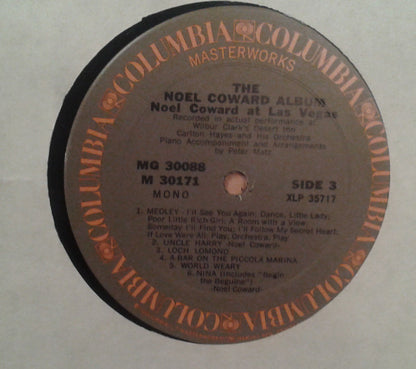 COLUMBIA COLUMBIA COLUMBIA COLUMBIA COLUMBIA COLUMBIA
MASTERWORKS
THE
NOEL COWARD ALBUM
Noel Coward at Las Vegas
Recorded in actual performance at
Wilbur Clark's Desert Inn
Carlton Hayes and His Orchestra
Piano Accompaniment and Arrangements
by Peter Matz
MG 30088
M 30171
MONO
SIDE 3
XLP 35717
1. MEDLEY - I'll See You Again; Dance, Little Lady;
Poor Little Rich Girl; A Room with a View;
Someday I'll Find You; I'll Follow My Secret Heart;
If Love Were All; Play, Orchestra, Play
2. UNCLE HARRY -Noel Coward-
3. LOCH LOMOND
4. A BAR ON THE PICCOLA MARINA
5. WORLD WEARY
6. NINA (Includes "Begin
the Beguine")
-Noel Coward-